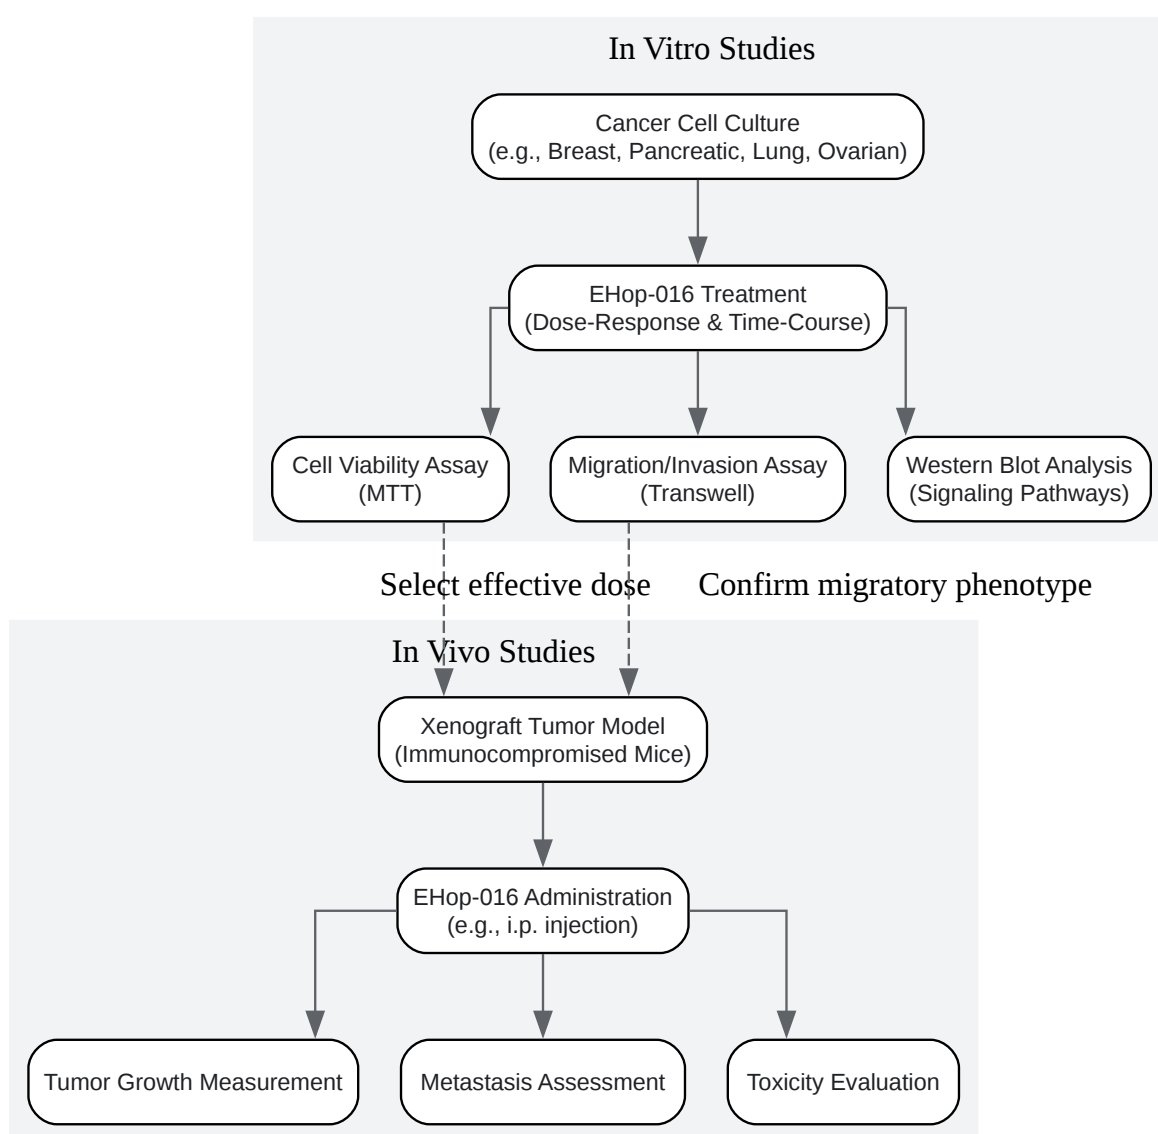 In Vitro Studies
Cancer Cell Culture
(e.g., Breast, Pancreatic, Lung, Ovarian)
EHop-016 Treatment
(Dose-Response & Time-Course)
Cell Viability Assay
(MTT)
Migration/Invasion Assay
(Transwell)
Western Blot Analysis
(Signaling Pathways)
Select effective dose
Confirm migratory phenotype
In Vivo Studies
Xenograft Tumor Model
(Immunocompromised Mice)
EHop-016 Administration
(e.g., i.p. injection)
Tumor Growth Measurement
Metastasis Assessment
Toxicity Evaluation